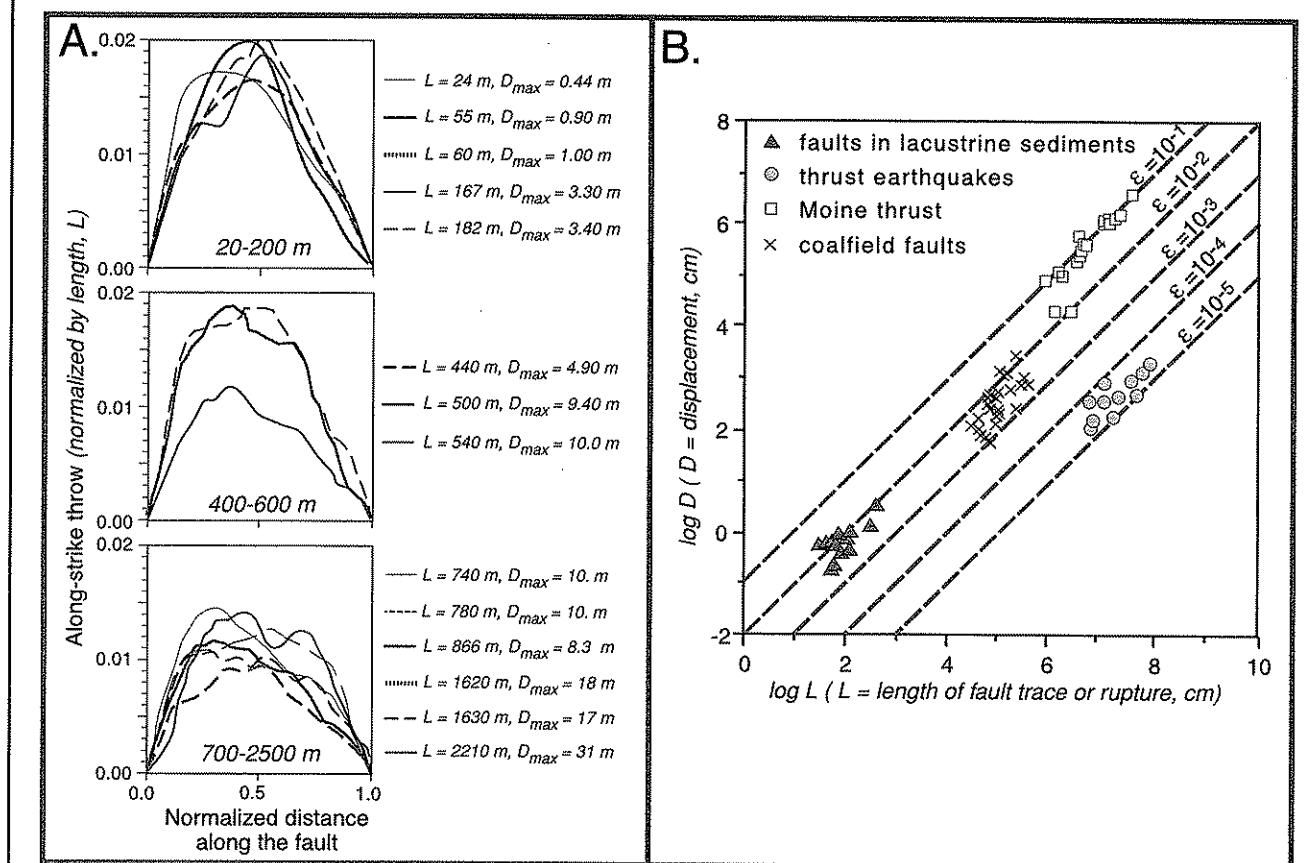 A.
0.02
0.01
0.00
20-200 m
L = 24 m, Dmax = 0.44 m
L = 55 m, Dmax = 0.90 m
L = 60 m, Dmax = 1.00 m
L = 167 m, Dmax = 3.30 m
L = 182 m, Dmax = 3.40 m
0.02
0.01
0.00
400-600 m
L = 440 m, Dmax = 4.90 m
L = 500 m, Dmax = 9.40 m
L = 540 m, Dmax = 10.0 m
0.02
0.01
0.00
700-2500 m
L = 740 m, Dmax = 10. m
L = 780 m, Dmax = 10. m
L = 866 m, Dmax = 8.3 m
L = 1620 m, Dmax = 18 m
L = 1630 m, Dmax = 17 m
L = 2210 m, Dmax = 31 m
Along-strike throw (normalized by length, L)
0.0 0.5 1.0
Normalized distance
along the fault
B.
8
6
4
2
0
-2
faults in lacustrine sediments
thrust earthquakes
Moine thrust
coalfield faults
ε =10-1
ε =10-2
ε =10-3
ε =10-4
ε =10-5
log D ( D = displacement, cm)
0 2 4 6 8 10
log L ( L = length of fault trace or rupture, cm)